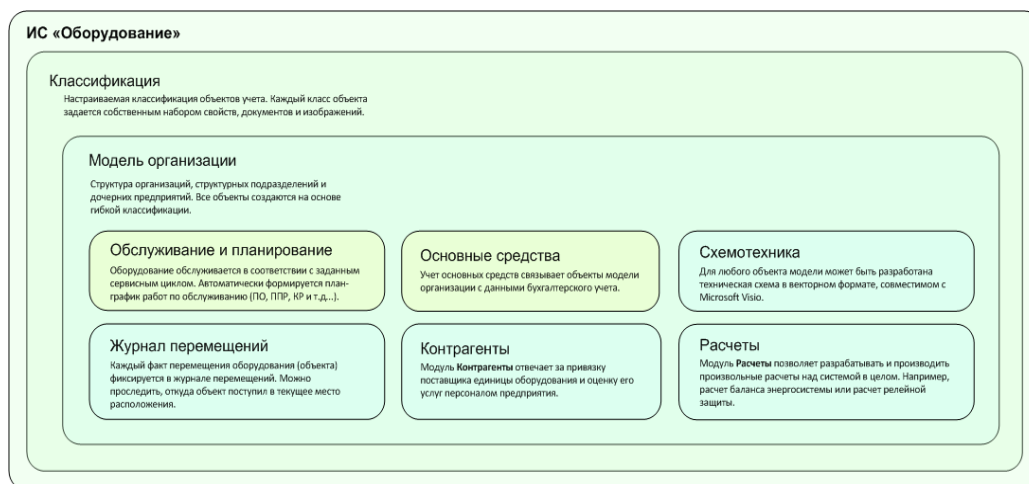 ИС «Оборудование»
Классификация
Настраиваемая классификация объектов учета. Каждый класс объекта
задается собственным набором свойств, документов и изображений.
Модель организации
Структура организаций, структурных подразделений и
дочерних предприятий. Все объекты создаются на основе
гибкой классификации.
Обслуживание и планирование
Оборудование обслуживается в соответствии с заданным
сервисным циклом. Автоматически формируется план-
график работ по обслуживанию (ПО, ППР, КР и т.д...).
Основные средства
Учет основных средств связывает объекты модели
организации с данными бухгалтерского учета.
Схемотехника
Для любого объекта модели может быть разработана
техническая схема в векторном формате, совместимом с
Microsoft Visio.
Журнал перемещений
Каждый факт перемещения оборудования (объекта)
фиксируется в журнале перемещений. Можно
проследить, откуда объект поступил в текущее место
расположения.
Контрагенты
Модуль Контрагенты отвечает за привязку
поставщика единицы оборудования и оценку его
услуг персоналом предприятия.
Расчеты
Модуль Расчеты позволяет разрабатывать и производить
произвольные расчеты над системой в целом. Например,
расчет баланса энергосистемы или расчет релейной
защиты.